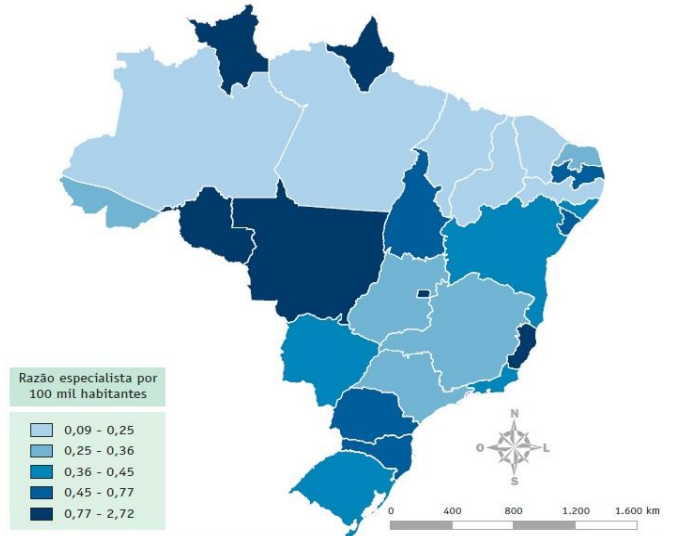 Razão especialista por
100 mil habitantes
0,09 - 0,25
0,25 - 0,36
0,36 - 0,45
0,45 - 0,77
0,77 - 2,72
N
O
L
S
0 400 800 1.200 1.600 km